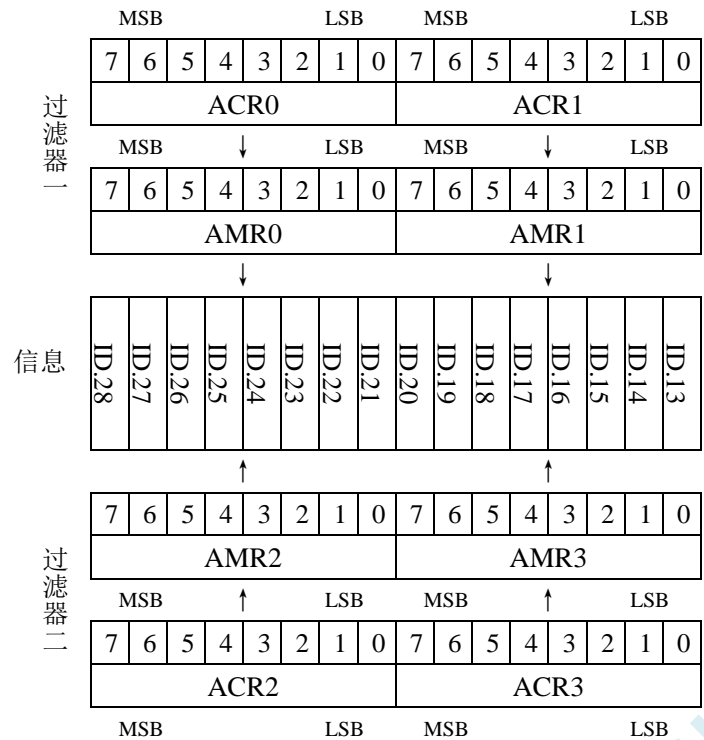 MSB LSB MSB LSB
7 6 5 4 3 2 1 0 7 6 5 4 3 2 1 0
ACR0 ACR1
过滤器一
MSB LSB MSB LSB
7 6 5 4 3 2 1 0 7 6 5 4 3 2 1 0
AMR0 AMR1
信息
ID.28 ID.27 ID.26 ID.25 ID.24 ID.23 ID.22 ID.21 ID.20 ID.19 ID.18 ID.17 ID.16 ID.15 ID.14 ID.13
7 6 5 4 3 2 1 0 7 6 5 4 3 2 1 0
AMR2 AMR3
过滤器二
MSB LSB MSB LSB
7 6 5 4 3 2 1 0 7 6 5 4 3 2 1 0
ACR2 ACR3
MSB LSB MSB LSB